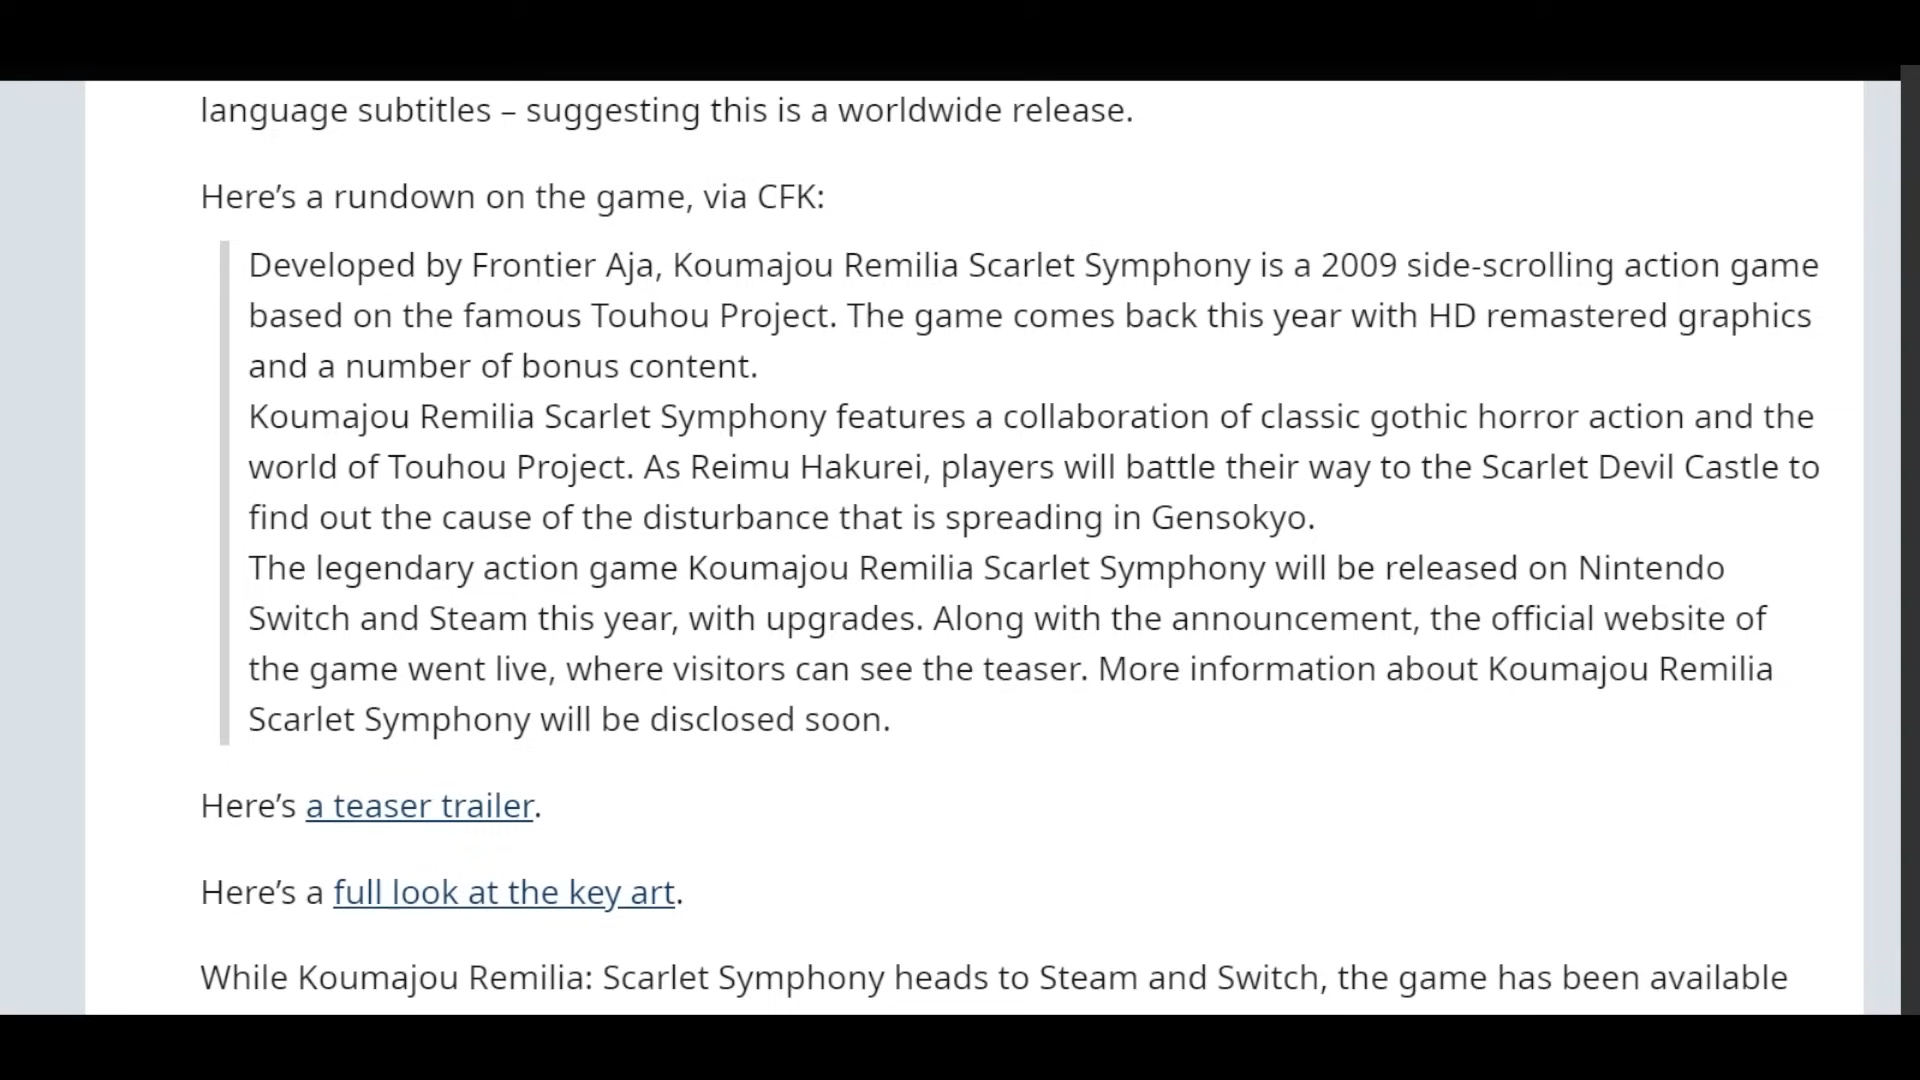 language subtitles – suggesting this is a worldwide release.
Here’s a rundown on the game, via CFK:
Developed by Frontier Aja, Koumajou Remilia Scarlet Symphony is a 2009 side-scrolling action game
based on the famous Touhou Project. The game comes back this year with HD remastered graphics
and a number of bonus content.
Koumajou Remilia Scarlet Symphony features a collaboration of classic gothic horror action and the
world of Touhou Project. As Reimu Hakurei, players will battle their way to the Scarlet Devil Castle to
find out the cause of the disturbance that is spreading in Gensokyo.
The legendary action game Koumajou Remilia Scarlet Symphony will be released on Nintendo
Switch and Steam this year, with upgrades. Along with the announcement, the official website of
the game went live, where visitors can see the teaser. More information about Koumajou Remilia
Scarlet Symphony will be disclosed soon.
Here’s a teaser trailer.
Here’s a full look at the key art.
While Koumajou Remilia: Scarlet Symphony heads to Steam and Switch, the game has been available